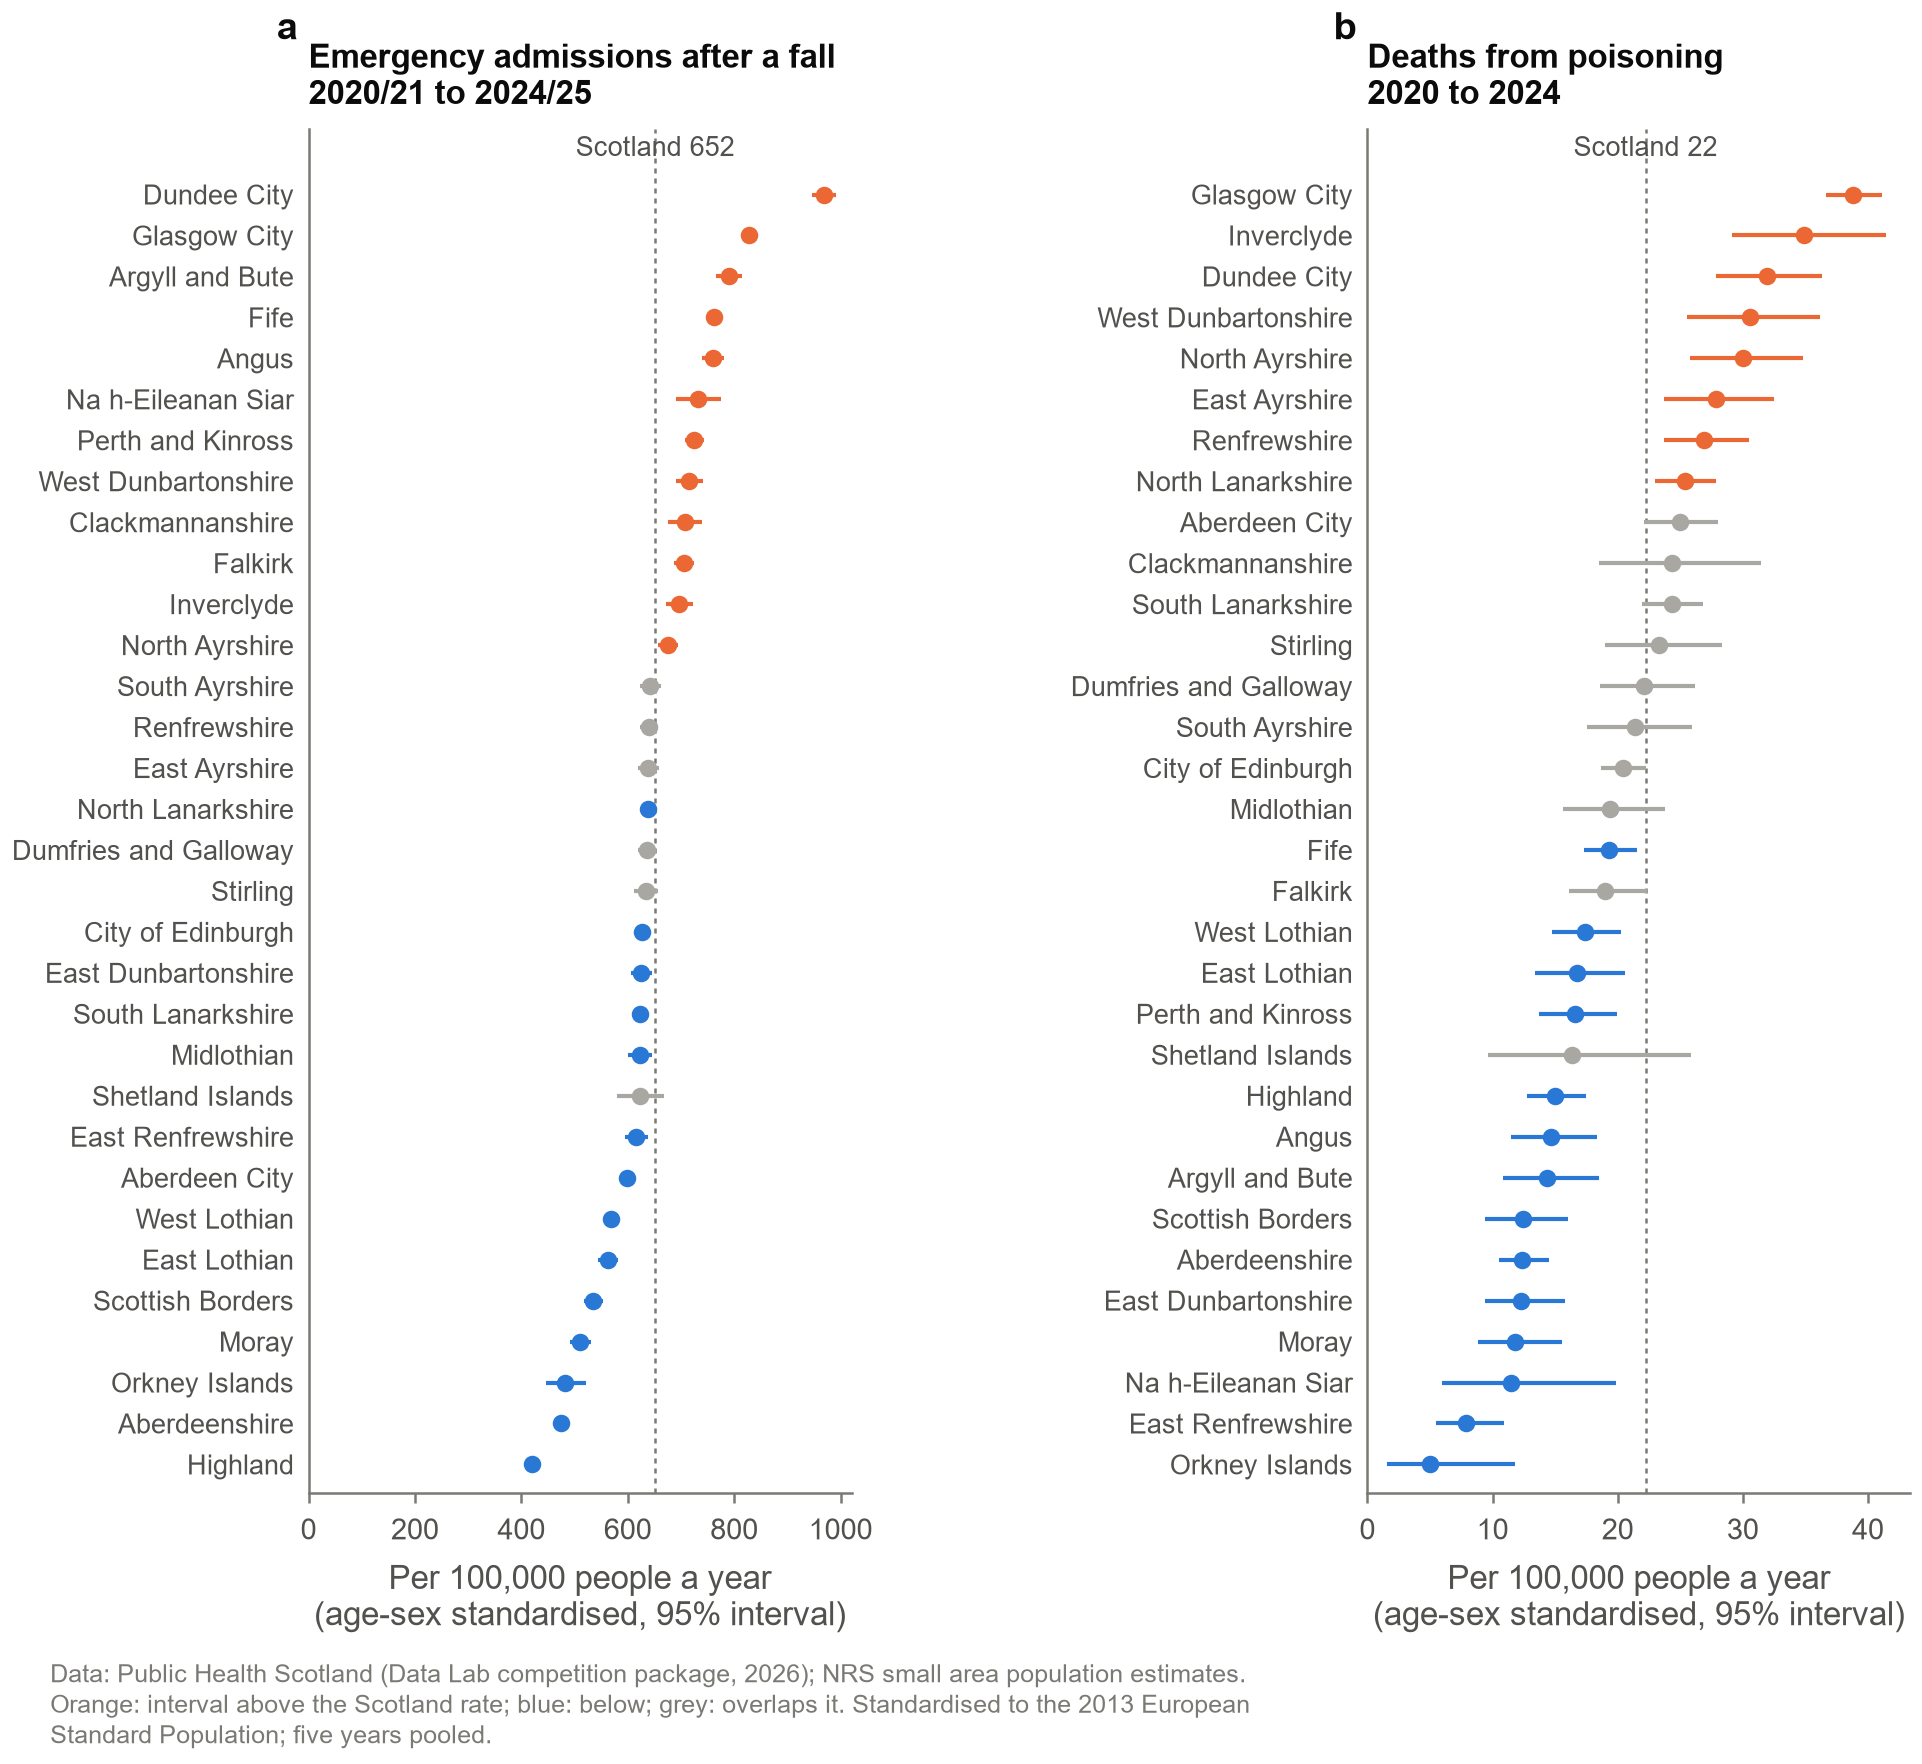 a
Emergency admissions after a fall
2020/21 to 2024/25
Scotland 652
Dundee City
Glasgow City
Argyll and Bute
Fife
Angus
Na h-Eileanan Siar
Perth and Kinross
West Dunbartonshire
Clackmannanshire
Falkirk
Inverclyde
North Ayrshire
South Ayrshire
Renfrewshire
East Ayrshire
North Lanarkshire
Dumfries and Galloway
Stirling
City of Edinburgh
East Dunbartonshire
South Lanarkshire
Midlothian
Shetland Islands
East Renfrewshire
Aberdeen City
West Lothian
East Lothian
Scottish Borders
Moray
Orkney Islands
Aberdeenshire
Highland
0 200 400 600 800 1000
Per 100,000 people a year
(age-sex standardised, 95% interval)
b
Deaths from poisoning
2020 to 2024
Scotland 22
Glasgow City
Inverclyde
Dundee City
West Dunbartonshire
North Ayrshire
East Ayrshire
Renfrewshire
North Lanarkshire
Aberdeen City
Clackmannanshire
South Lanarkshire
Stirling
Dumfries and Galloway
South Ayrshire
City of Edinburgh
Midlothian
Fife
Falkirk
West Lothian
East Lothian
Perth and Kinross
Shetland Islands
Highland
Angus
Argyll and Bute
Scottish Borders
Aberdeenshire
East Dunbartonshire
Moray
Na h-Eileanan Siar
East Renfrewshire
Orkney Islands
0 10 20 30 40
Per 100,000 people a year
(age-sex standardised, 95% interval)
Data: Public Health Scotland (Data Lab competition package, 2026); NRS small area population estimates.
Orange: interval above the Scotland rate; blue: below; grey: overlaps it. Standardised to the 2013 European
Standard Population; five years pooled.